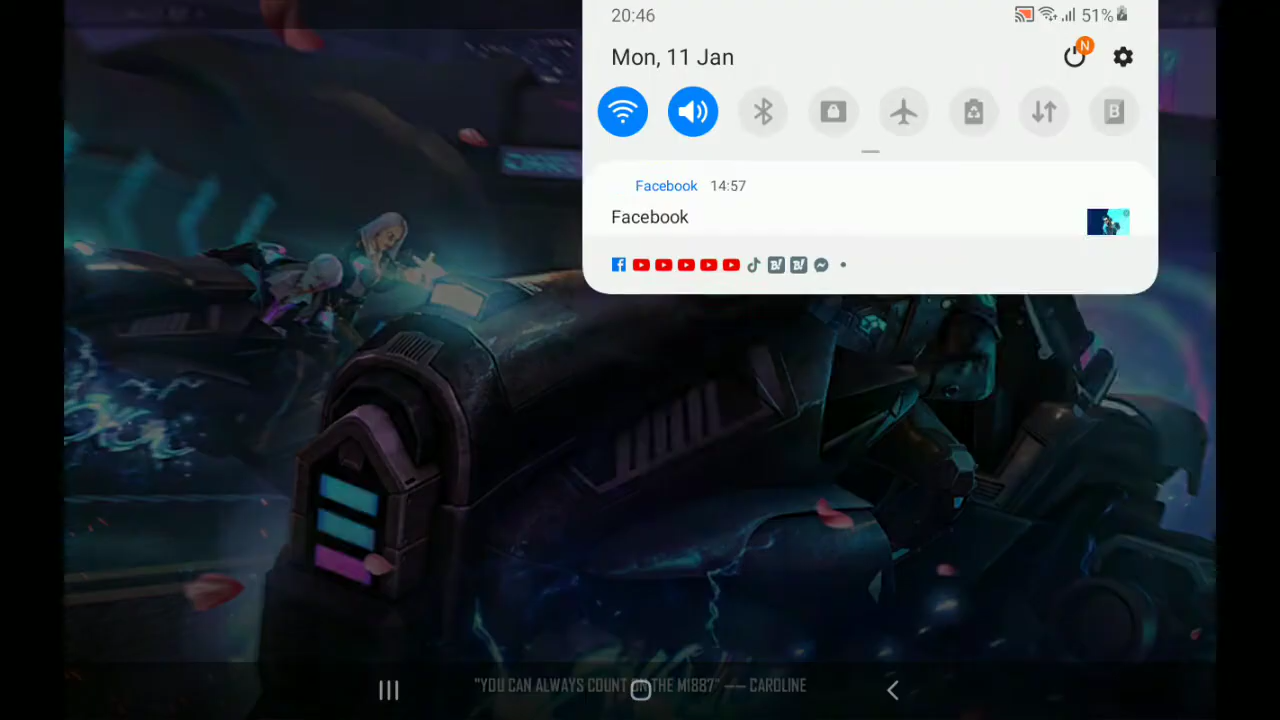 20:46 51%
Mon, 11 Jan
N
B
Facebook 14:57
Facebook
B! B!
"YOU CAN ALWAYS COUNT ON THE M1887" —— CAROLINE